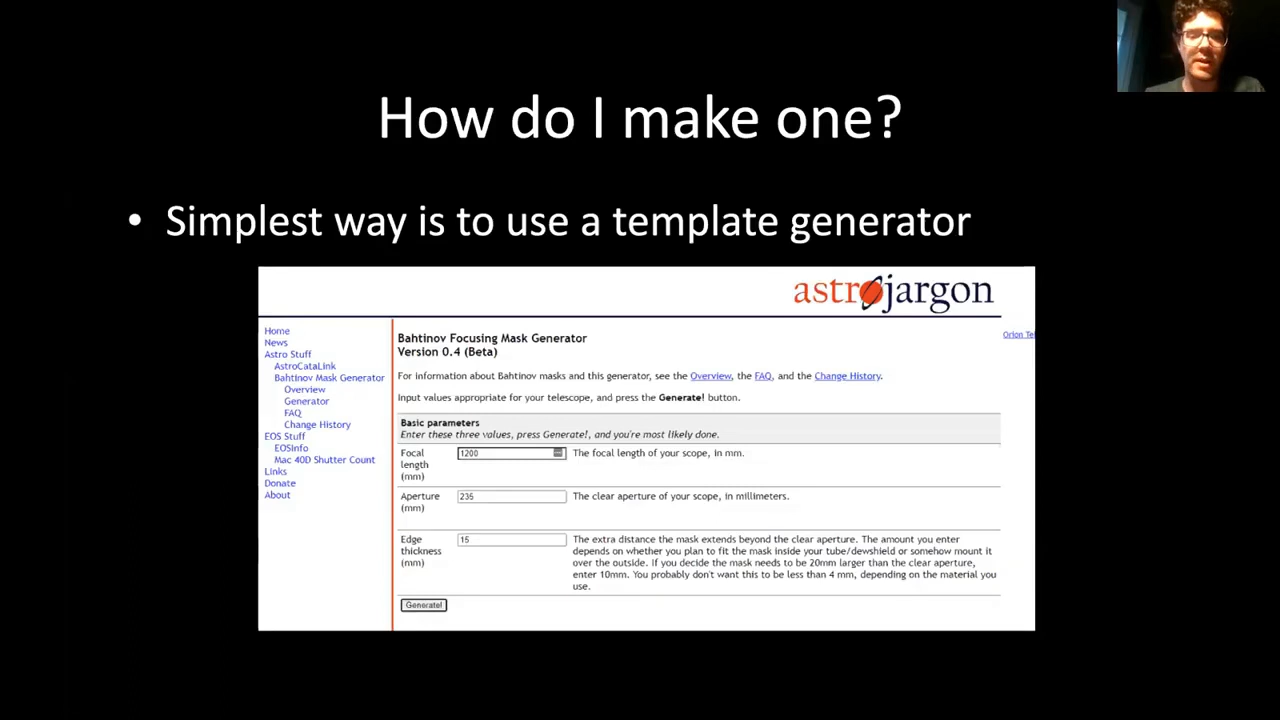 How do I make one?
• Simplest way is to use a template generator
astrojargon
Home
News
Astro Stuff
AstroCataLink
Bahtinov Mask Generator
Overview
Generator
FAQ
Change History
EOS Stuff
EOSInfo
Mac 40D Shutter Count
Links
Donate
About
Bahtinov Focusing Mask Generator
Version 0.4 (Beta)
Orion Tel
For information about Bahtinov masks and this generator, see the Overview, the FAQ, and the Change History.
Input values appropriate for your telescope, and press the Generate! button.
Basic parameters
Enter these three values, press Generate!, and you're most likely done.
Focal
length
(mm)
1200
The focal length of your scope, in mm.
Aperture
(mm)
235
The clear aperture of your scope, in millimeters.
Edge
thickness
(mm)
15
The extra distance the mask extends beyond the clear aperture. The amount you enter
depends on whether you plan to fit the mask inside your tube/dewshield or somehow mount it
over the outside. If you decide the mask needs to be 20mm larger than the clear aperture,
enter 10mm. You probably don't want this to be less than 4 mm, depending on the material you
use.
Generate!